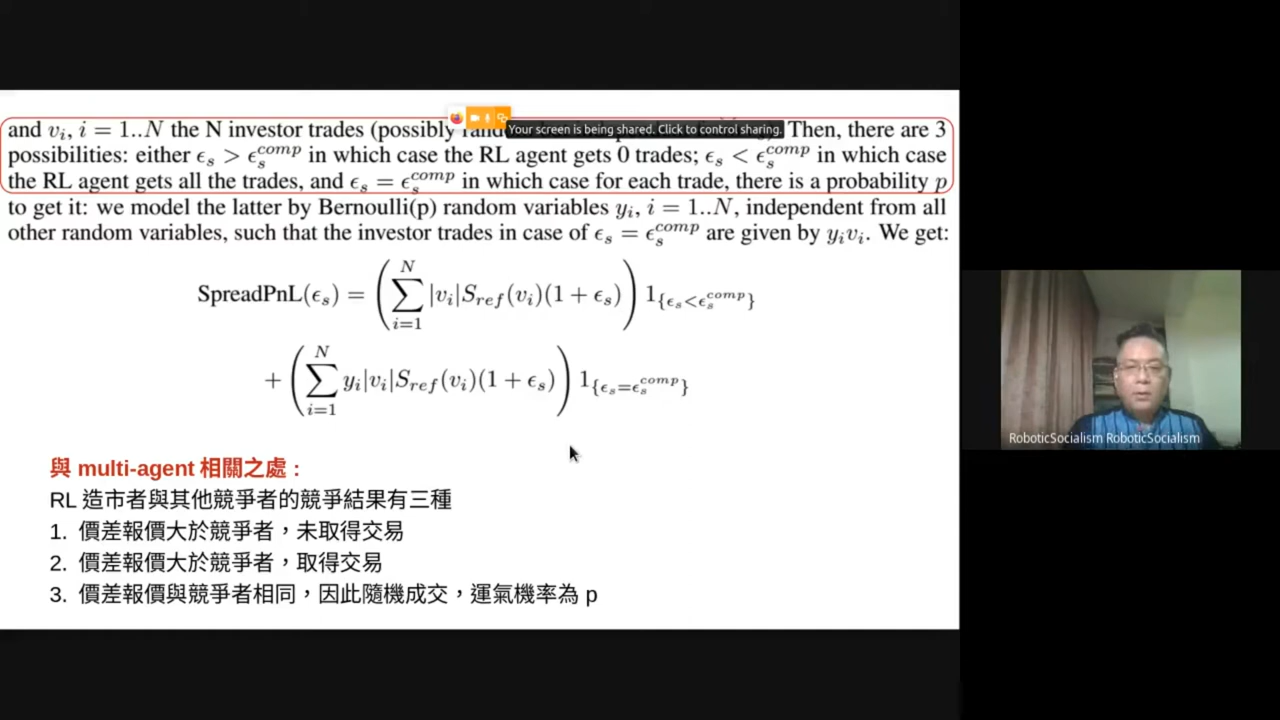 and v_i, i = 1..N the N investor trades (possibly Then, there are 3
Your screen is being shared. Click to control sharing.
possibilities: either ϵ_s > ϵ_s^{comp} in which case the RL agent gets 0 trades; ϵ_s < ϵ_s^{comp} in which case
the RL agent gets all the trades, and ϵ_s = ϵ_s^{comp} in which case for each trade, there is a probability p
to get it: we model the latter by Bernoulli(p) random variables y_i, i = 1..N, independent from all
other random variables, such that the investor trades in case of ϵ_s = ϵ_s^{comp} are given by y_iv_i. We get:
SpreadPnL(ϵ_s) = (∑_{i=1}^{N} |v_i|S_{ref}(v_i)(1 + ϵ_s)) 1_{{ϵ_s<ϵ_s^{comp}}}
+ (∑_{i=1}^{N} y_i|v_i|S_{ref}(v_i)(1 + ϵ_s)) 1_{{ϵ_s=ϵ_s^{comp}}}
與 multi-agent 相關之處：
RL 造市者與其他競爭者的競爭結果有三種
1. 價差報價大於競爭者，未取得交易
2. 價差報價大於競爭者，取得交易
3. 價差報價與競爭者相同，因此隨機成交，運氣機率為 p
RoboticSocialism RoboticSocialism